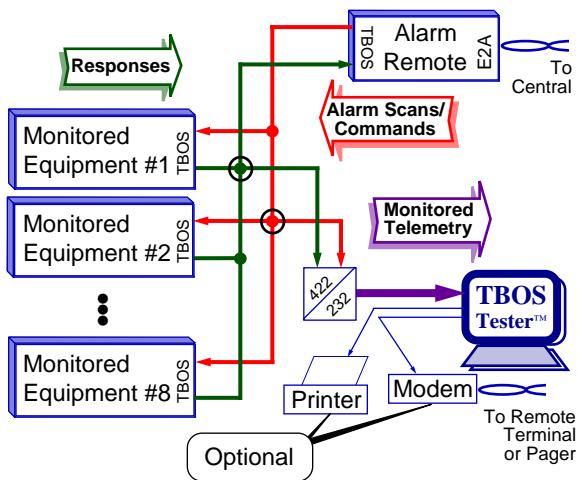 Responses
TBOS
Alarm
Remote
E2A
To
Central
Alarm Scans/
Commands
Monitored
Equipment #1
TBOS
Monitored
Equipment #2
TBOS
Monitored
Telemetry
422
232
TBOS
Tester™
Monitored
Equipment #8
TBOS
Printer
Modem
To Remote
Terminal
or Pager
Optional